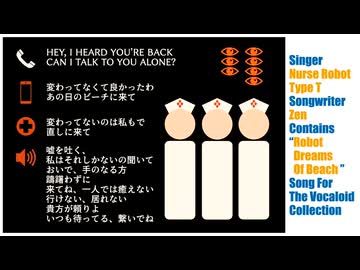 HEY, I HEARD YOU'RE BACK
CAN I TALK TO YOU ALONE?
変わってなくて良かったわ
あの日のビーチに来て
変わってないのは私もで
直しに来て
嘘を吐く、
私はそれしかないの聞いて
おいで、手のなる方
躊躇わずに
来てね、一人では癒えない
行けない、居れない
貴方が頼りよ
いつも待ってる、繋いでね
Singer
Nurse Robot
Type T
Songwriter
Zen
Contains
"Robot
Dreams
Of Beach"
Song For
The Vocaloid
Collection